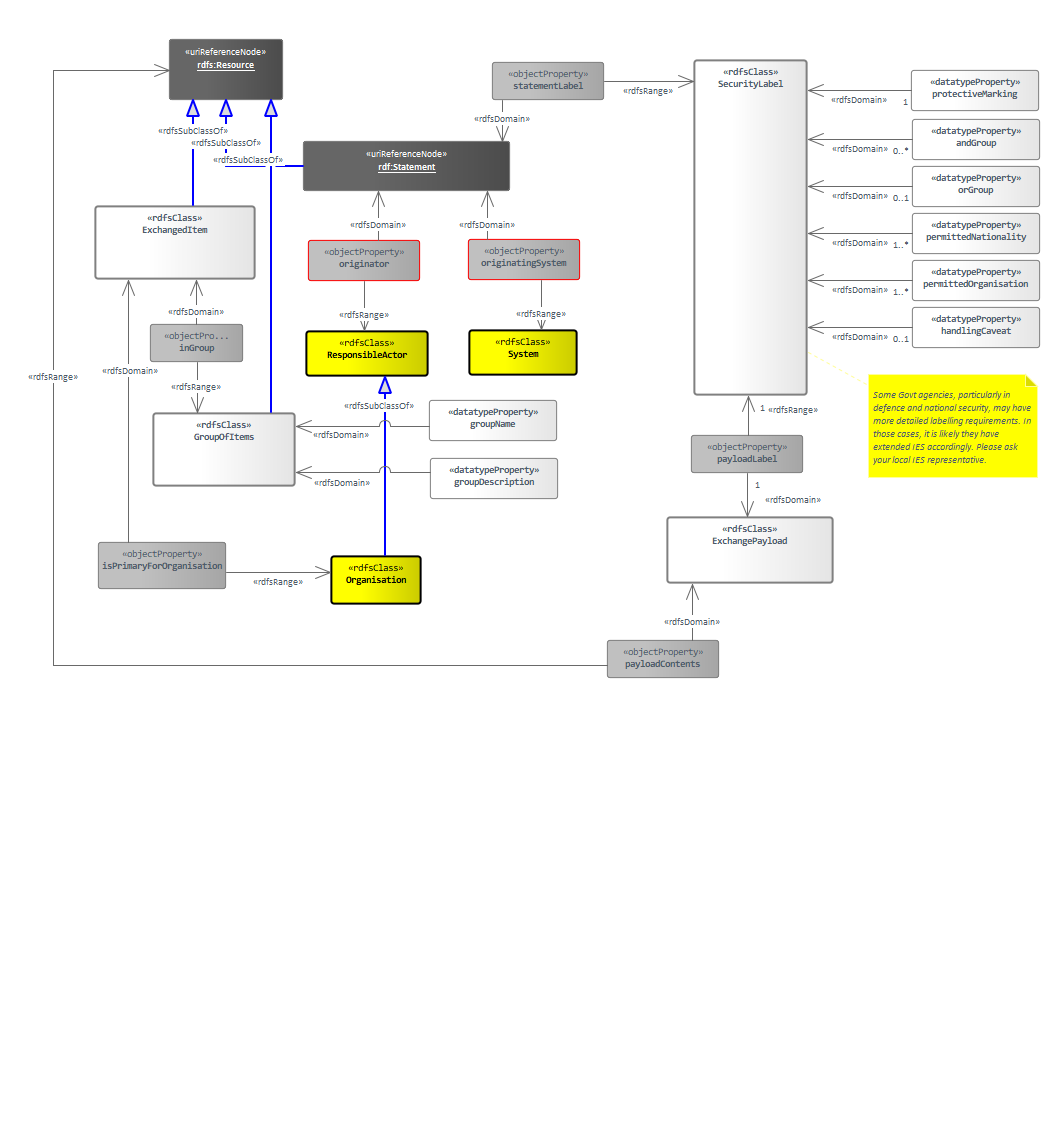 «uriReferenceNode»
rdfs:Resource
«objectProperty»
statementLabel
«rdfsRange»
«rdfsClass»
SecurityLabel
«datatypeProperty»
protectiveMarking
«rdfsDomain»
1
«rdfsDomain»
«datatypeProperty»
andGroup
«rdfsDomain»
0..*
«rdfsSubClassOf»
«rdfsSubClassOf»
«rdfsSubClassOf»
«uriReferenceNode»
rdf:Statement
«datatypeProperty»
orGroup
«rdfsDomain»
0..1
«rdfsClass»
ExchangedItem
«rdfsDomain»
«rdfsDomain»
«datatypeProperty»
permittedNationality
«rdfsDomain»
1..*
«objectProperty»
originator
«objectProperty»
originatingSystem
«datatypeProperty»
permittedOrganisation
«rdfsDomain»
1..*
«rdfsDomain»
«rdfsRange»
«rdfsRange»
«datatypeProperty»
handlingCaveat
«rdfsDomain»
0..1
«objectPro...
inGroup
«rdfsClass»
ResponsibleActor
«rdfsClass»
System
«rdfsRange»
«rdfsDomain»
«rdfsRange»
Some Govt agencies, particularly in
defence and national security, may have
more detailed labelling requirements. In
those cases, it is likely they have
extended IES accordingly. Please ask
your local IES representative.
«rdfsSubClassOf»
1
«rdfsRange»
«rdfsClass»
GroupOfItems
«datatypeProperty»
groupName
«rdfsDomain»
«objectProperty»
payloadLabel
«datatypeProperty»
groupDescription
«rdfsDomain»
1
«rdfsDomain»
«rdfsClass»
ExchangePayload
«objectProperty»
isPrimaryForOrganisation
«rdfsRange»
«rdfsClass»
Organisation
«rdfsDomain»
«objectProperty»
payloadContents